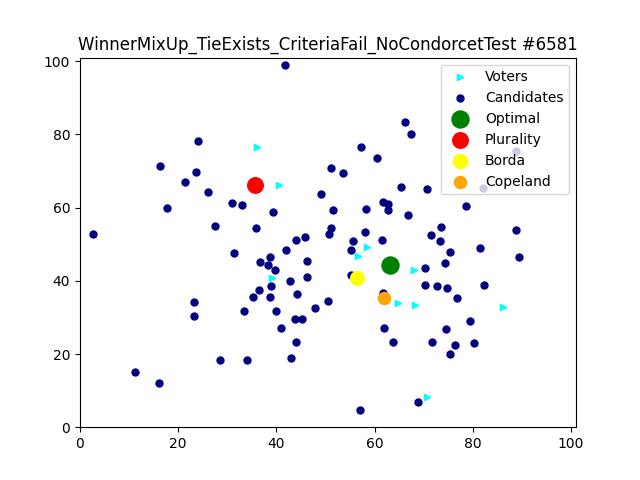 WinnerMixUp_TieExists_CriteriaFail_NoCondorcetTest #6581
100
80
60
40
20
0
0 20 40 60 80 100
Voters
Candidates
Optimal
Plurality
Borda
Copeland